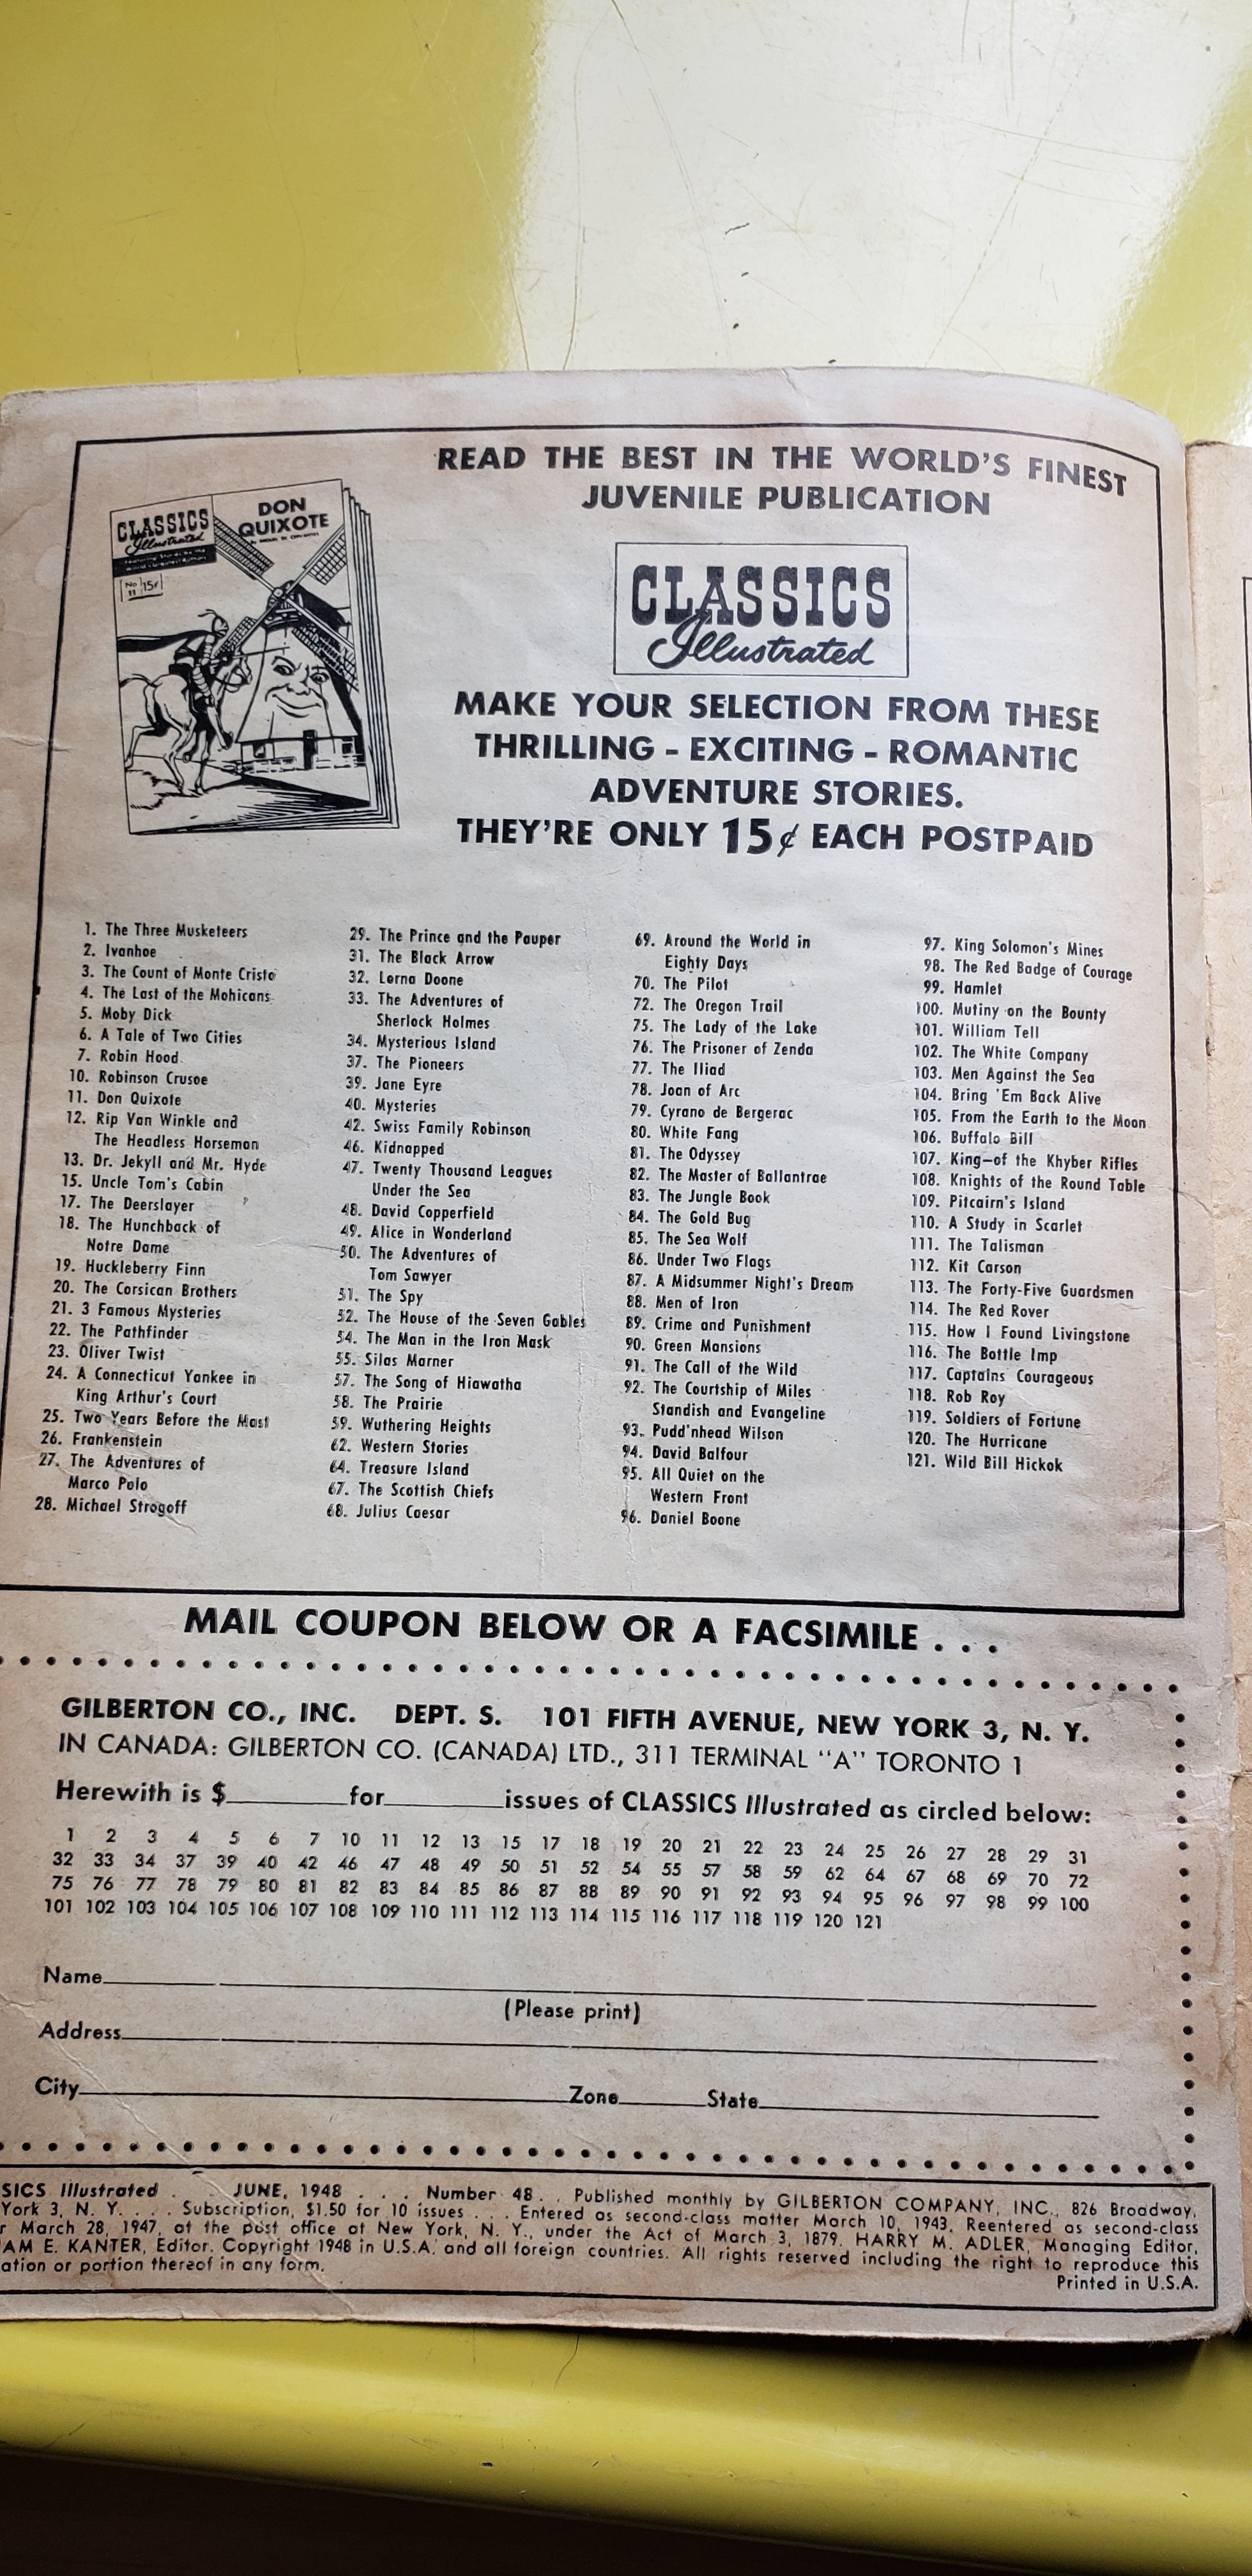 READ THE BEST IN THE WORLD'S FINEST
JUVENILE PUBLICATION
CLASSICS
Illustrated
DON
QUIXOTE
No
11
15¢
CLASSICS
Illustrated
MAKE YOUR SELECTION FROM THESE
THRILLING - EXCITING - ROMANTIC
ADVENTURE STORIES.
THEY'RE ONLY 15¢ EACH POSTPAID
1. The Three Musketeers
2. Ivanhoe
3. The Count of Monte Cristo
4. The Last of the Mohicans
5. Moby Dick
6. A Tale of Two Cities
7. Robin Hood
10. Robinson Crusoe
11. Don Quixote
12. Rip Van Winkle and
The Headless Horseman
13. Dr. Jekyll and Mr. Hyde
15. Uncle Tom's Cabin
17. The Deerslayer
18. The Hunchback of
Notre Dame
19. Huckleberry Finn
20. The Corsican Brothers
21. 3 Famous Mysteries
22. The Pathfinder
23. Oliver Twist
24. A Connecticut Yankee in
King Arthur's Court
25. Two Years Before the Mast
26. Frankenstein
27. The Adventures of
Marco Polo
28. Michael Strogoff
29. The Prince and the Pauper
31. The Black Arrow
32. Lorna Doone
33. The Adventures of
Sherlock Holmes
34. Mysterious Island
37. The Pioneers
39. Jane Eyre
40. Mysteries
42. Swiss Family Robinson
46. Kidnapped
47. Twenty Thousand Leagues
Under the Sea
48. David Copperfield
49. Alice in Wonderland
50. The Adventures of
Tom Sawyer
51. The Spy
52. The House of the Seven Gables
54. The Man in the Iron Mask
55. Silas Marner
57. The Song of Hiawatha
58. The Prairie
59. Wuthering Heights
62. Western Stories
64. Treasure Island
67. The Scottish Chiefs
68. Julius Caesar
69. Around the World in
Eighty Days
70. The Pilot
72. The Oregon Trail
75. The Lady of the Lake
76. The Prisoner of Zenda
77. The Iliad
78. Joan of Arc
79. Cyrano de Bergerac
80. White Fang
81. The Odyssey
82. The Master of Ballantrae
83. The Jungle Book
84. The Gold Bug
85. The Sea Wolf
86. Under Two Flags
87. A Midsummer Night's Dream
88. Men of Iron
89. Crime and Punishment
90. Green Mansions
91. The Call of the Wild
92. The Courtship of Miles
Standish and Evangeline
93. Pudd'nhead Wilson
94. David Balfour
95. All Quiet on the
Western Front
96. Daniel Boone
97. King Solomon's Mines
98. The Red Badge of Courage
99. Hamlet
100. Mutiny on the Bounty
101. William Tell
102. The White Company
103. Men Against the Sea
104. Bring 'Em Back Alive
105. From the Earth to the Moon
106. Buffalo Bill
107. King—of the Khyber Rifles
108. Knights of the Round Table
109. Pitcairn's Island
110. A Study in Scarlet
111. The Talisman
112. Kit Carson
113. The Forty-Five Guardsmen
114. The Red Rover
115. How I Found Livingstone
116. The Bottle Imp
117. Captains Courageous
118. Rob Roy
119. Soldiers of Fortune
120. The Hurricane
121. Wild Bill Hickok
MAIL COUPON BELOW OR A FACSIMILE . . .
GILBERTON CO., INC. DEPT. S. 101 FIFTH AVENUE, NEW YORK 3, N. Y.
IN CANADA: GILBERTON CO. (CANADA) LTD., 311 TERMINAL "A" TORONTO 1
Herewith is $________for________issues of CLASSICS Illustrated as circled below:
1 2 3 4 5 6 7 10 11 12 13 15 17 18 19 20 21 22 23 24 25 26 27 28 29 31
32 33 34 37 39 40 42 46 47 48 49 50 51 52 54 55 57 58 59 62 64 67 68 69 70 72
75 76 77 78 79 80 81 82 83 84 85 86 87 88 89 90 91 92 93 94 95 96 97 98 99 100
101 102 103 104 105 106 107 108 109 110 111 112 113 114 115 116 117 118 119 120 121
Name
(Please print)
Address
City Zone State
SICS Illustrated . . JUNE, 1948 . . . Number 48 . . Published monthly by GILBERTON COMPANY, INC., 826 Broadway,
York 3, N. Y. . . . Subscription, $1.50 for 10 issues . . . Entered as second-class matter March 10, 1943. Reentered as second-class
r March 28, 1947, at the post office at New York, N. Y., under the Act of March 3, 1879. HARRY M. ADLER, Managing Editor,
AM E. KANTER, Editor. Copyright 1948 in U.S.A. and all foreign countries. All rights reserved including the right to reproduce this
ation or portion thereof in any form.
Printed in U.S.A.